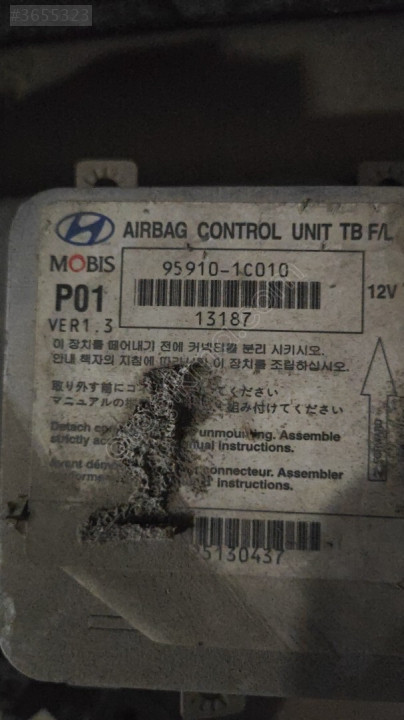 #3655323
AIRBAG CONTROL UNIT TB F/L
MOBIS
95910-1C010
P01
12V
VER1.3
13187
이 장치를 떼어내기 전에 커넥터를 분리 시키시오.
안내 책자의 지침에 이 장치를 조립하십시오.
取り外す前にコ ください
マニュアルの 組み付けてください
Detach unmounting. Assemble
strictly instructions.
Avant connecteur. Assembler
instructions.
5130437